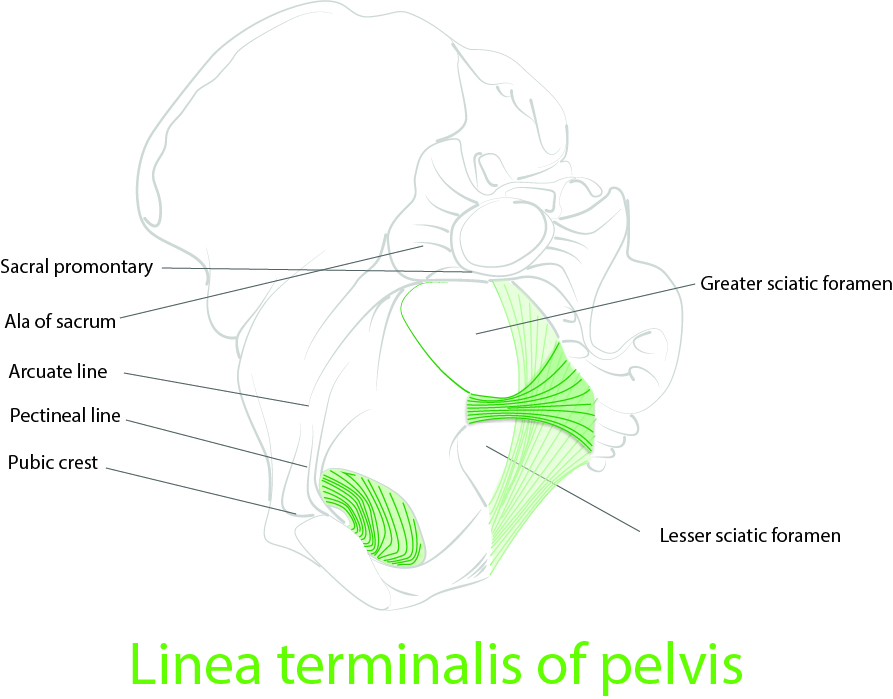 Sacral promontary
Ala of sacrum
Arcuate line
Pectineal line
Pubic crest
Greater sciatic foramen
Lesser sciatic foramen
Linea terminalis of pelvis